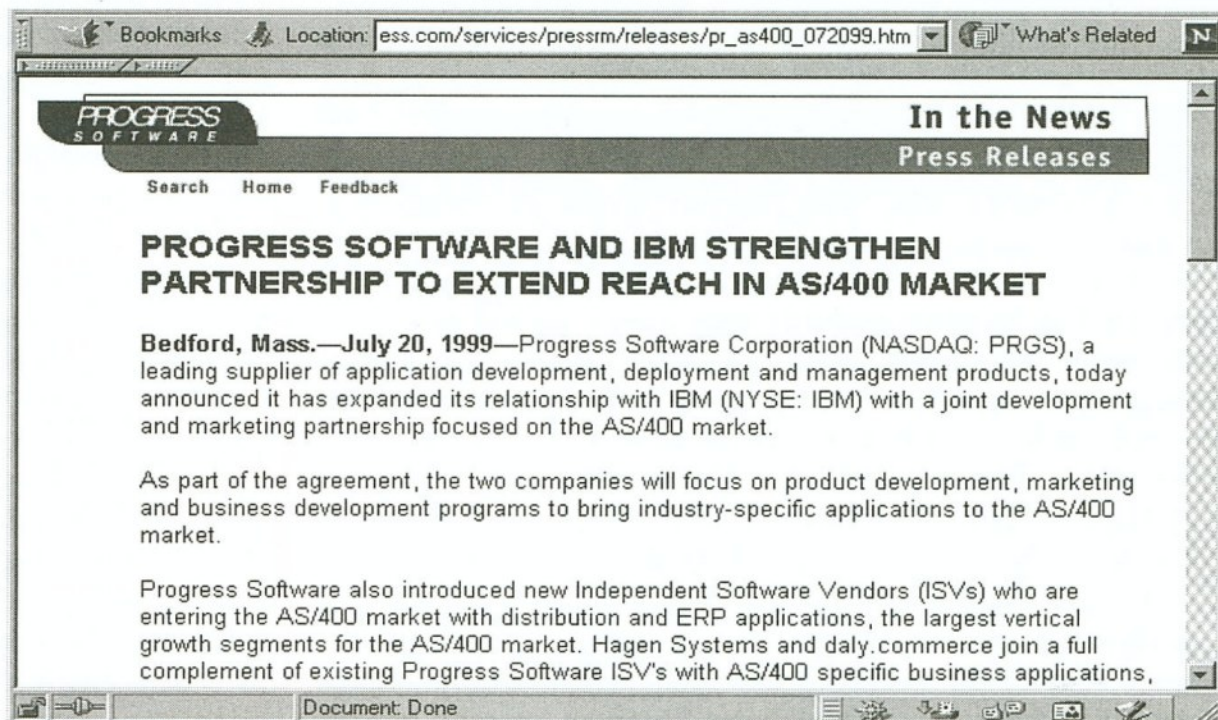 Bookmarks Location: ess.com/services/pressrm/releases/pr_as400_072099.htm What's Related N
PROGRESS
SOFTWARE
In the News
Press Releases
Search Home Feedback
PROGRESS SOFTWARE AND IBM STRENGTHEN
PARTNERSHIP TO EXTEND REACH IN AS/400 MARKET
Bedford, Mass.—July 20, 1999—Progress Software Corporation (NASDAQ: PRGS), a
leading supplier of application development, deployment and management products, today
announced it has expanded its relationship with IBM (NYSE: IBM) with a joint development
and marketing partnership focused on the AS/400 market.
As part of the agreement, the two companies will focus on product development, marketing
and business development programs to bring industry-specific applications to the AS/400
market.
Progress Software also introduced new Independent Software Vendors (ISVs) who are
entering the AS/400 market with distribution and ERP applications, the largest vertical
growth segments for the AS/400 market. Hagen Systems and daly.commerce join a full
complement of existing Progress Software ISV's with AS/400 specific business applications,
Document: Done